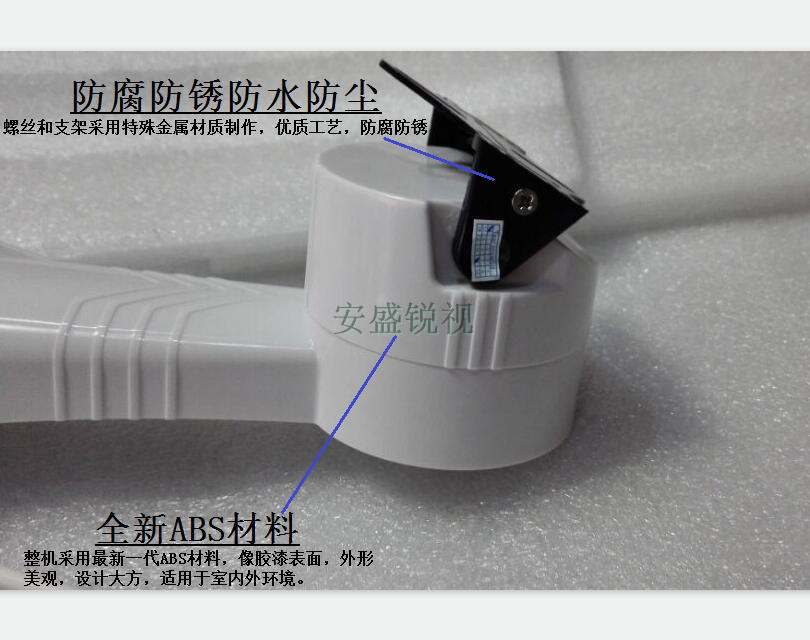 防腐防锈防水防尘
螺丝和支架采用特殊金属材质制作，优质工艺，防腐防锈
安盛锐视
全新ABS材料
整机采用最新一代ABS材料，像胶漆表面，外形
美观，设计大方，适用于室内外环境。